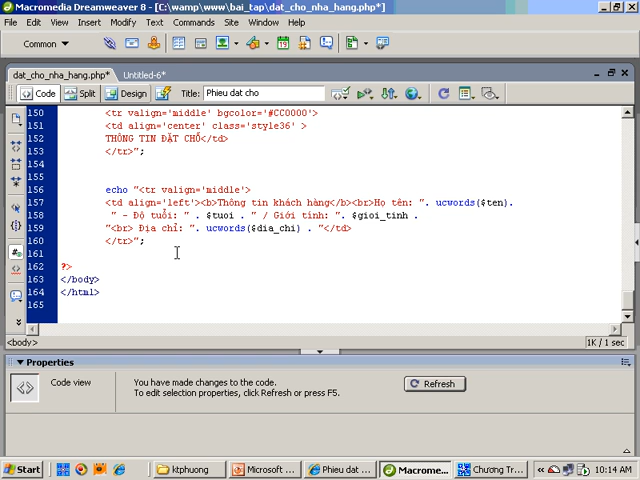 Macromedia Dreamweaver 8 - [C:\wamp\www\bai_tap\dat_cho_nha_hang.php*]
File Edit View Insert Modify Text Commands Site Window Help
Common
dat_cho_nha_hang.php* Untitled-6*
Code Split Design Title: Phieu dat cho
150 <tr valign='middle' bgcolor='#CC0000'>
151 <td align='center' class='style36' >
152 THÔNG TIN ĐẶT CHỖ</td>
153 </tr>";
154
155
156 echo "<tr valign='middle'>
157 <td align='left'><b>Thông tin khách hàng</b><br>Họ tên: ". ucwords($ten).
158 " - Độ tuổi: " . $tuoi . " / Giới tính: ". $gioi_tinh .
159 "<br> Địa chỉ: ". ucwords($dia_chi) . "</td>
160 </tr>";
161
162 ?>
163 </body>
164 </html>
165
<body> 1K / 1 sec
Properties
Code view You have made changes to the code.
To edit selection properties, click Refresh or press F5.
Refresh
Start ktphuong Microsoft ... Phieu dat ... Macrome... Chương Tr... 10:14 AM